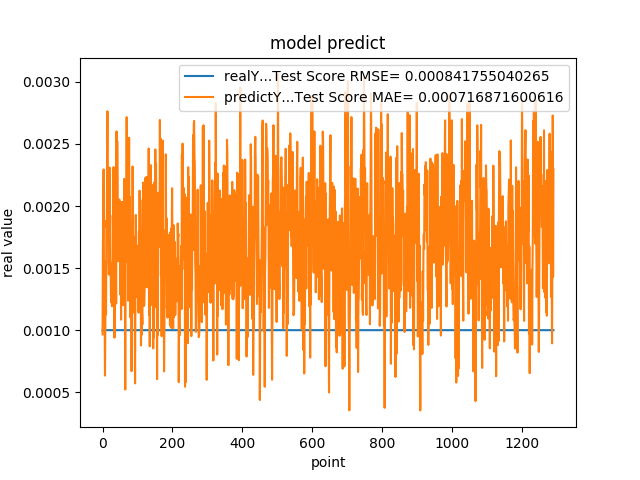 model predict
realY...Test Score RMSE= 0.000841755040265
predictY...Test Score MAE= 0.000716871600616
0.0030
0.0025
0.0020
0.0015
0.0010
0.0005
real value
0 200 400 600 800 1000 1200
point